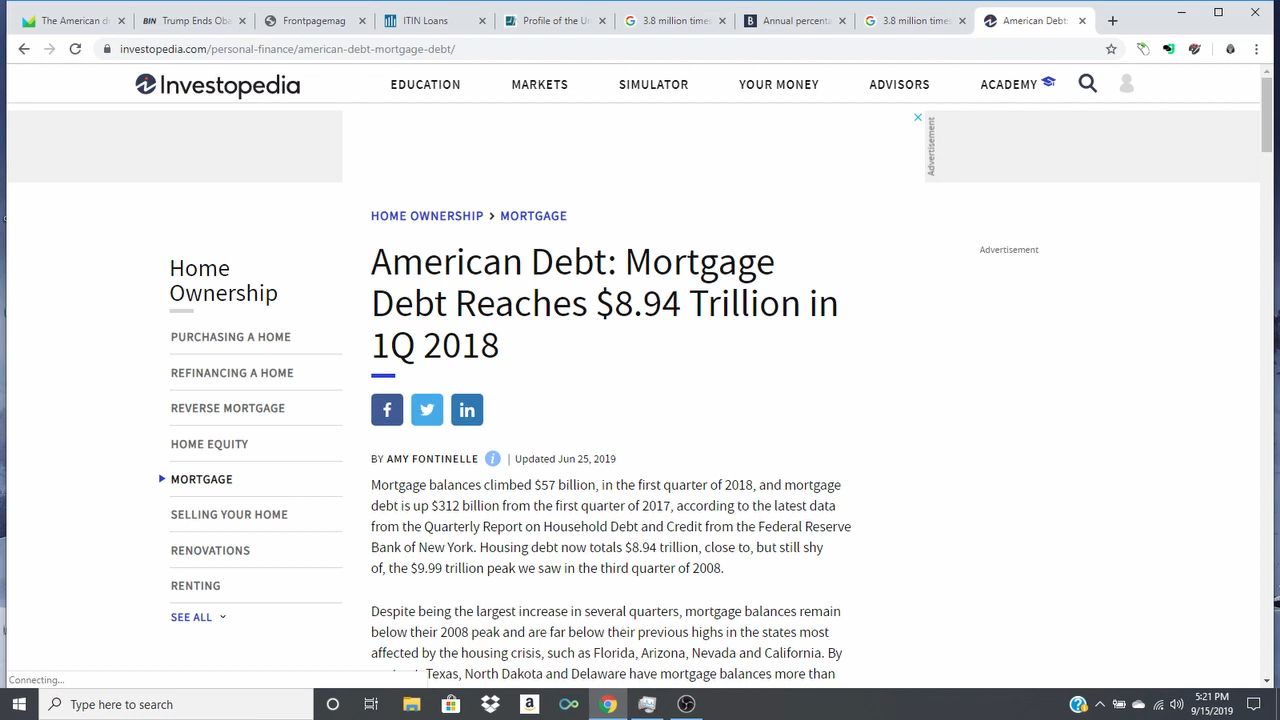 The American d
Trump Ends Oba
Frontpagemag
ITIN Loans
Profile of the Un
3.8 million times
Annual percenta
3.8 million times
American Debt:
investopedia.com/personal-finance/american-debt-mortgage-debt/
Investopedia
EDUCATION
MARKETS
SIMULATOR
YOUR MONEY
ADVISORS
ACADEMY
Advertisement
HOME OWNERSHIP > MORTGAGE
Advertisement
American Debt: Mortgage
Debt Reaches $8.94 Trillion in
1Q 2018
Home
Ownership
PURCHASING A HOME
REFINANCING A HOME
REVERSE MORTGAGE
HOME EQUITY
MORTGAGE
SELLING YOUR HOME
RENOVATIONS
RENTING
SEE ALL
BY AMY FONTINELLE | Updated Jun 25, 2019
Mortgage balances climbed $57 billion, in the first quarter of 2018, and mortgage
debt is up $312 billion from the first quarter of 2017, according to the latest data
from the Quarterly Report on Household Debt and Credit from the Federal Reserve
Bank of New York. Housing debt now totals $8.94 trillion, close to, but still shy
of, the $9.99 trillion peak we saw in the third quarter of 2008.
Despite being the largest increase in several quarters, mortgage balances remain
below their 2008 peak and are far below their previous highs in the states most
affected by the housing crisis, such as Florida, Arizona, Nevada and California. By
Texas, North Dakota and Delaware have mortgage balances more than
Connecting...
Type here to search
5:21 PM
9/15/2019